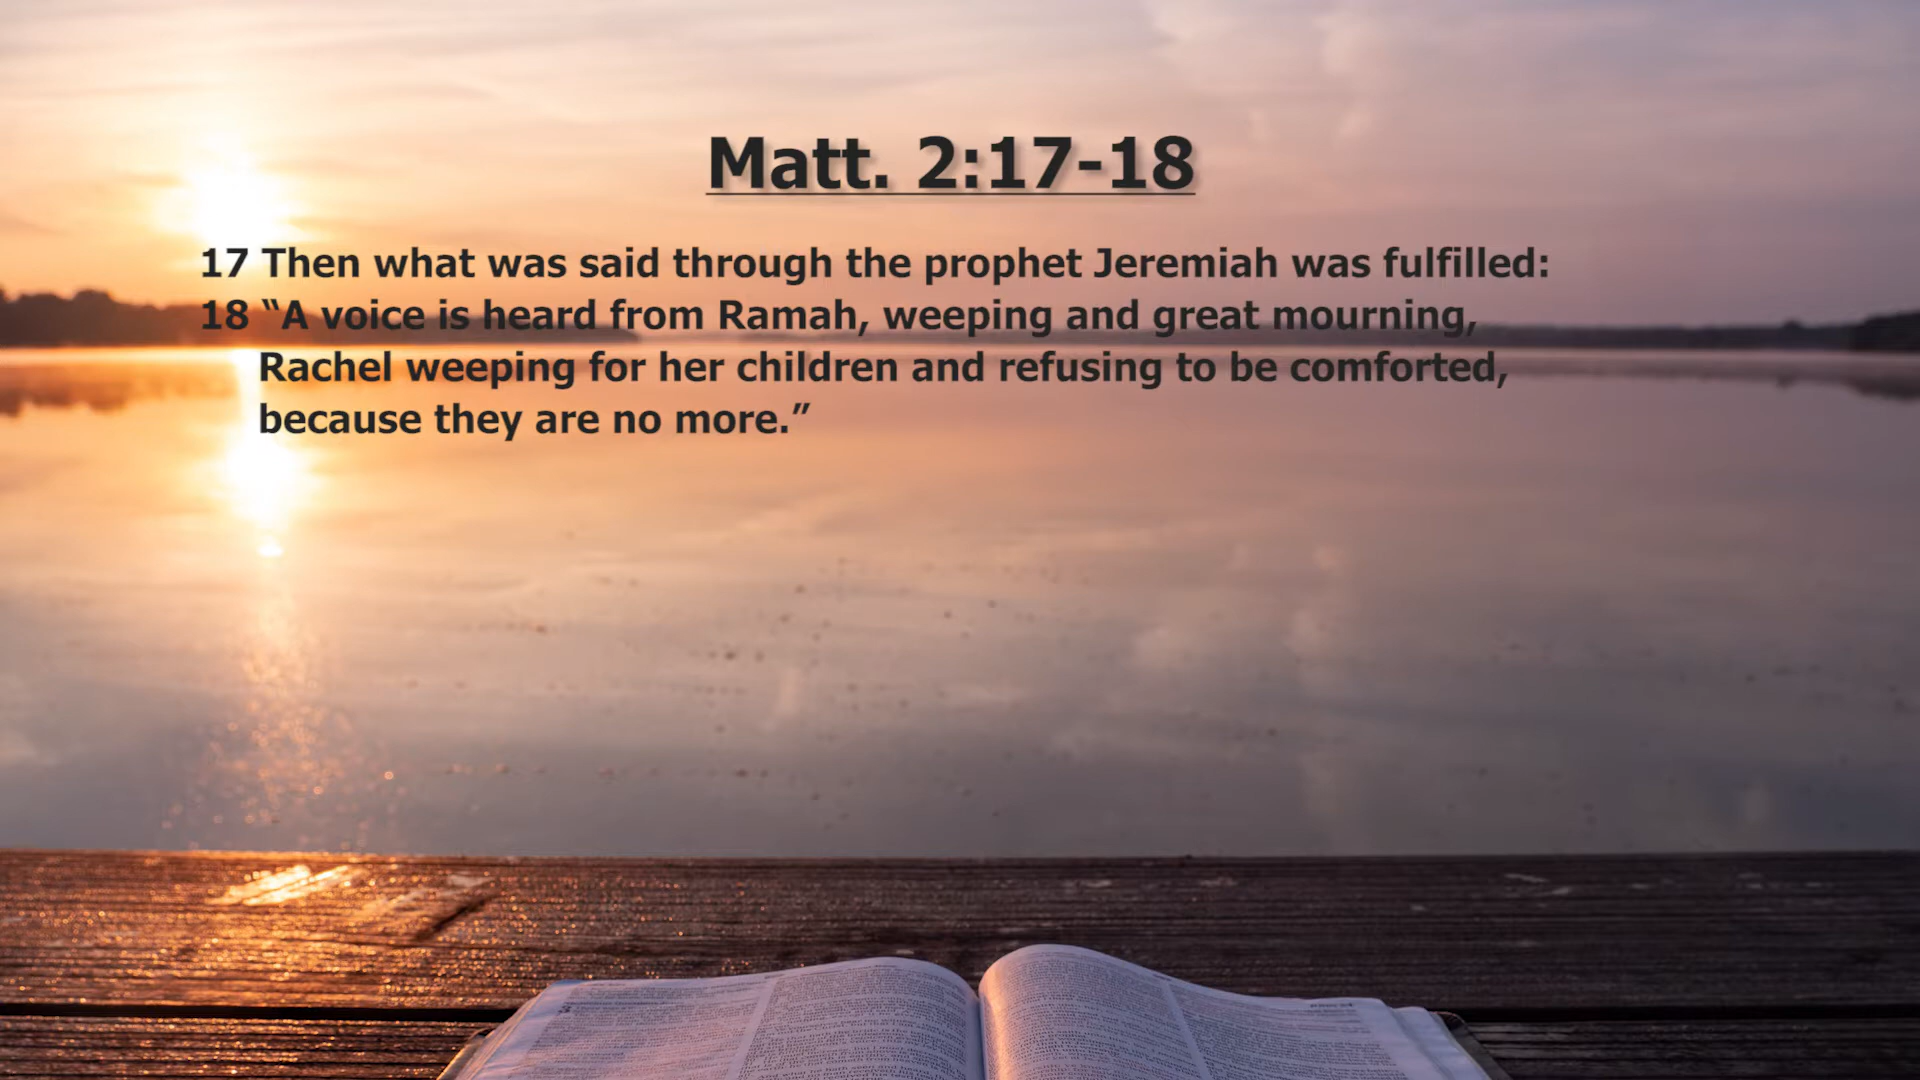 Matt. 2:17-18
17 Then what was said through the prophet Jeremiah was fulfilled:
18 “A voice is heard from Ramah, weeping and great mourning,
Rachel weeping for her children and refusing to be comforted,
because they are no more.”